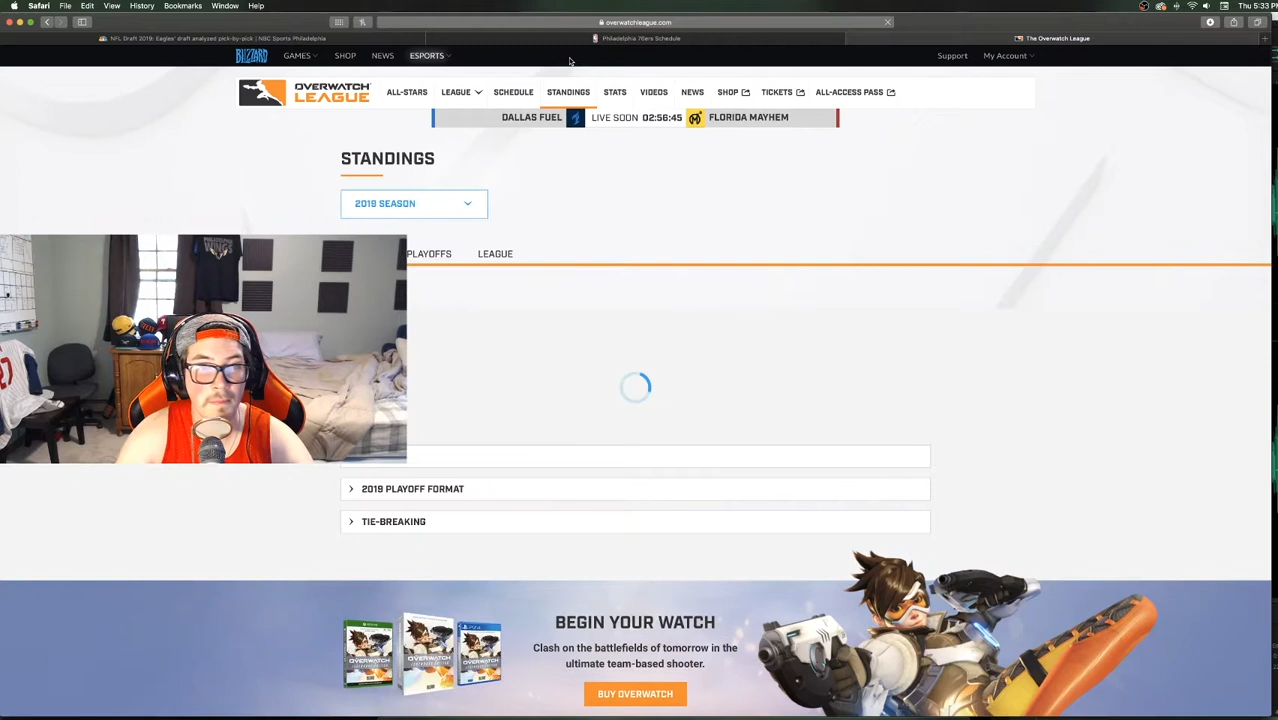 Safari File Edit View History Bookmarks Window Help Thu 5:33 P
overwatchleague.com
NFL Draft 2019: Eagles' draft analyzed pick-by-pick | NBC Sports Philadelphia Philadelphia 76ers Schedule The Overwatch League
BLIZZARD GAMES SHOP NEWS ESPORTS Support My Account
OVERWATCH LEAGUE ALL-STARS LEAGUE SCHEDULE STANDINGS STATS VIDEOS NEWS SHOP TICKETS ALL-ACCESS PASS
DALLAS FUEL LIVE SOON 02:56:45 FLORIDA MAYHEM
STANDINGS
2019 SEASON
PLAYOFFS LEAGUE
WINGS
27
2019 PLAYOFF FORMAT
TIE-BREAKING
BEGIN YOUR WATCH
Clash on the battlefields of tomorrow in the
ultimate team-based shooter.
OVERWATCH
BUY OVERWATCH